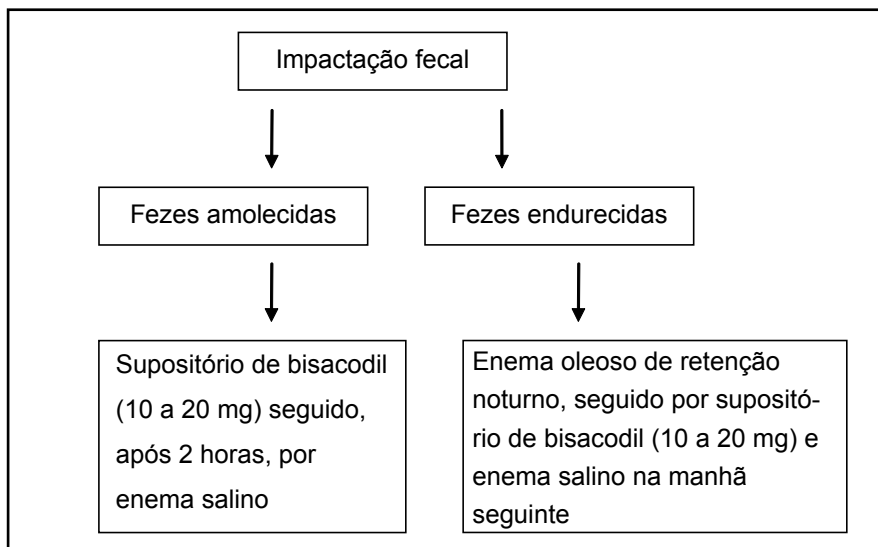 Impactação fecal
Fezes amolecidas
Fezes endurecidas
Supositório de bisacodil
(10 a 20 mg) seguido,
após 2 horas, por
enema salino
Enema oleoso de retenção
noturno, seguido por supositó-
rio de bisacodil (10 a 20 mg) e
enema salino na manhã
seguinte